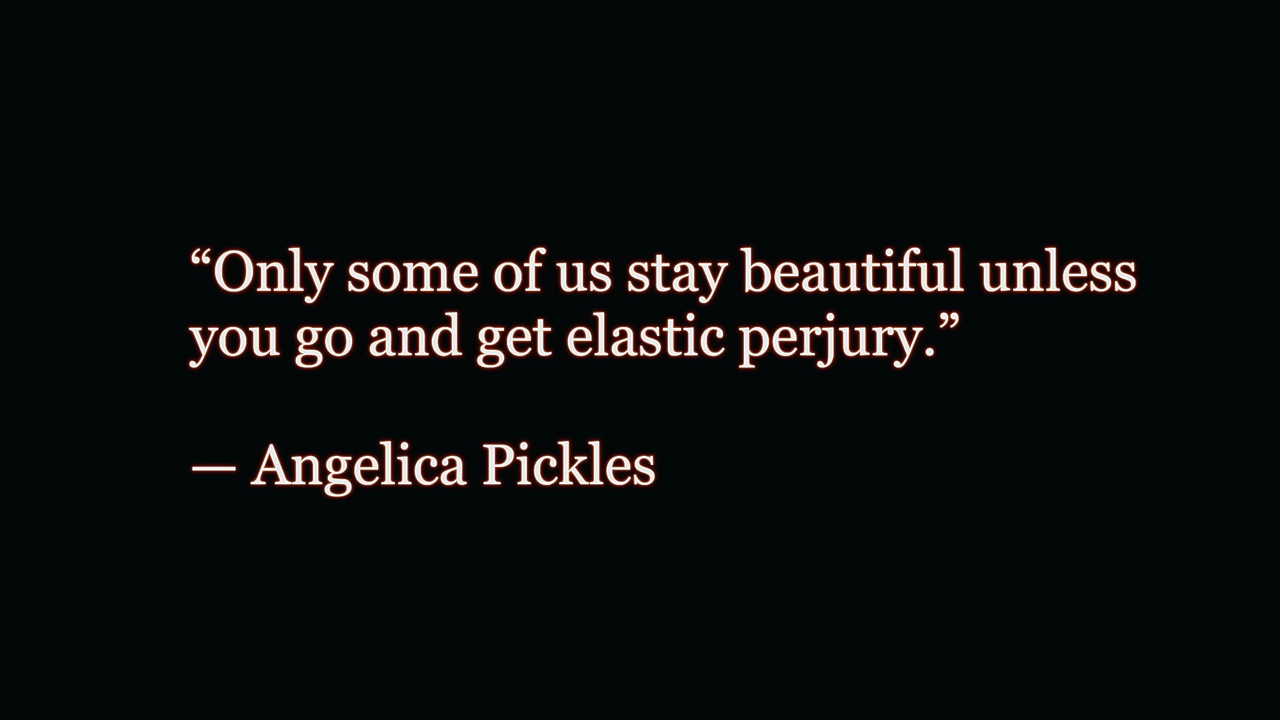 “Only some of us stay beautiful unless
you go and get elastic perjury.”
— Angelica Pickles